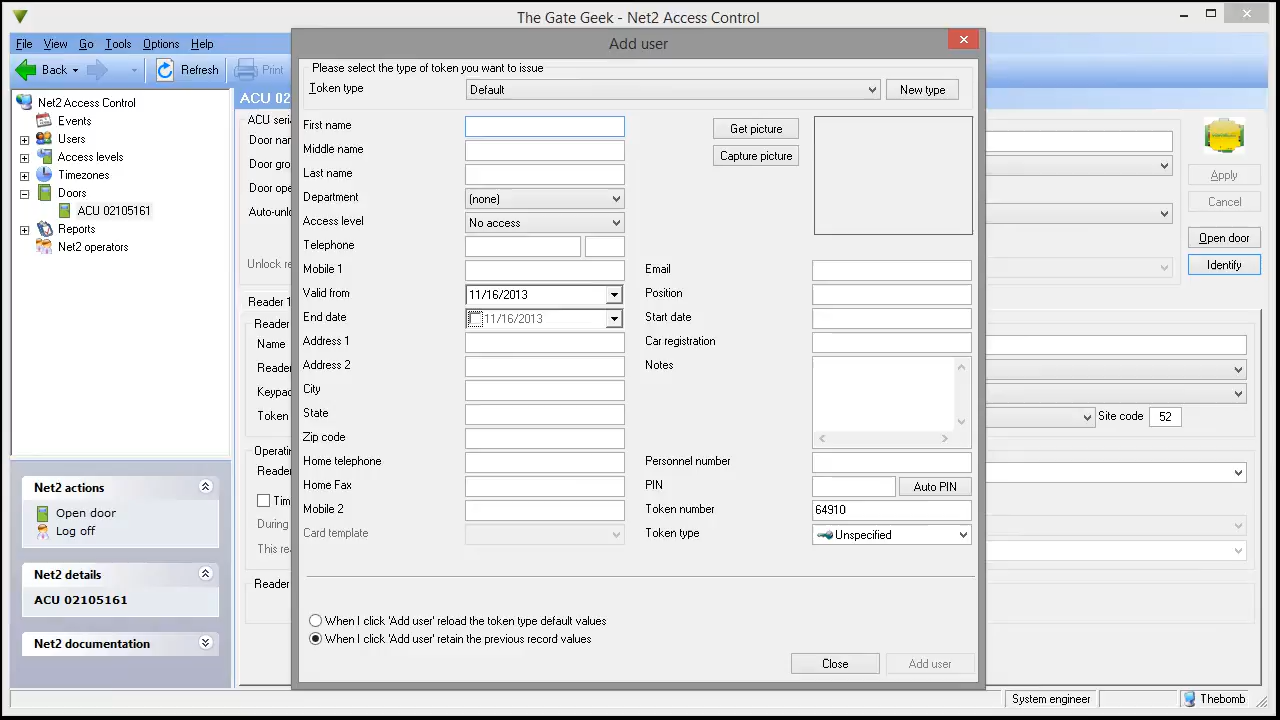 The Gate Geek - Net2 Access Control
File View Go Tools Options Help
Back Refresh Print
Net2 Access Control
Events
Users
Access levels
Timezones
Doors
ACU 02105161
Reports
Net2 operators
Net2 actions
Open door
Log off
Net2 details
ACU 02105161
Net2 documentation
ACU 02
ACU seria
Door nam
Door gro
Door ope
Auto-unlo
Unlock re
Reader 1
Reader
Name
Reader
Keypad
Token
Operatin
Reader
Tim
During
This rea
Reader
Add user
Please select the type of token you want to issue
Token type Default New type
First name
Middle name
Last name
Department (none)
Access level No access
Telephone
Mobile 1
Valid from 11/16/2013
End date 11/16/2013
Address 1
Address 2
City
State
Zip code
Home telephone
Home Fax
Mobile 2
Card template
Get picture
Capture picture
Email
Position
Start date
Car registration
Notes
Personnel number
PIN Auto PIN
Token number 64910
Token type Unspecified
When I click 'Add user' reload the token type default values
When I click 'Add user' retain the previous record values
Close Add user
Apply
Cancel
Open door
Identify
Site code 52
System engineer Thebomb